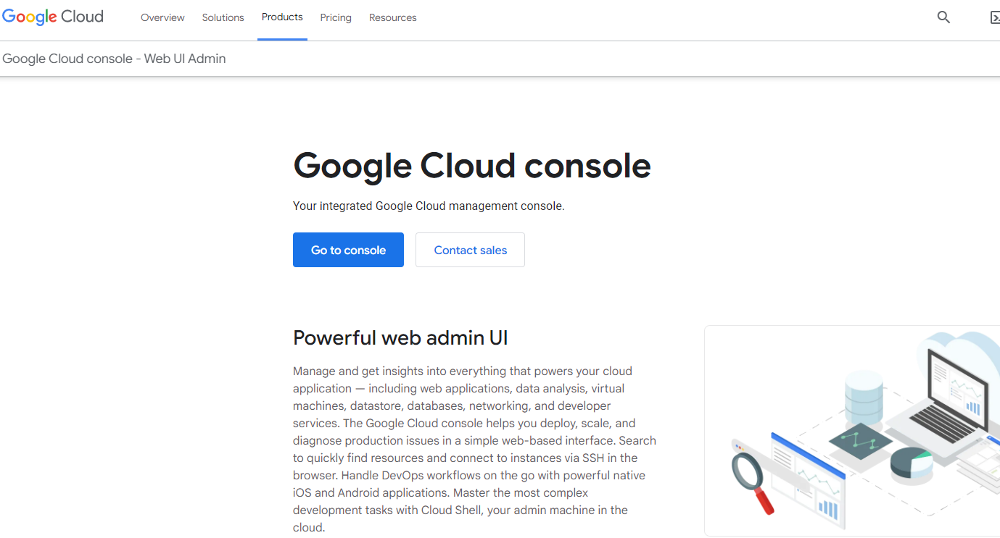 Google Cloud Overview Solutions Products Pricing Resources
Google Cloud console - Web UI Admin
Google Cloud console
Your integrated Google Cloud management console.
Go to console Contact sales
Powerful web admin UI
Manage and get insights into everything that powers your cloud
application — including web applications, data analysis, virtual
machines, datastore, databases, networking, and developer
services. The Google Cloud console helps you deploy, scale, and
diagnose production issues in a simple web-based interface. Search
to quickly find resources and connect to instances via SSH in the
browser. Handle DevOps workflows on the go with powerful native
iOS and Android applications. Master the most complex
development tasks with Cloud Shell, your admin machine in the
cloud.